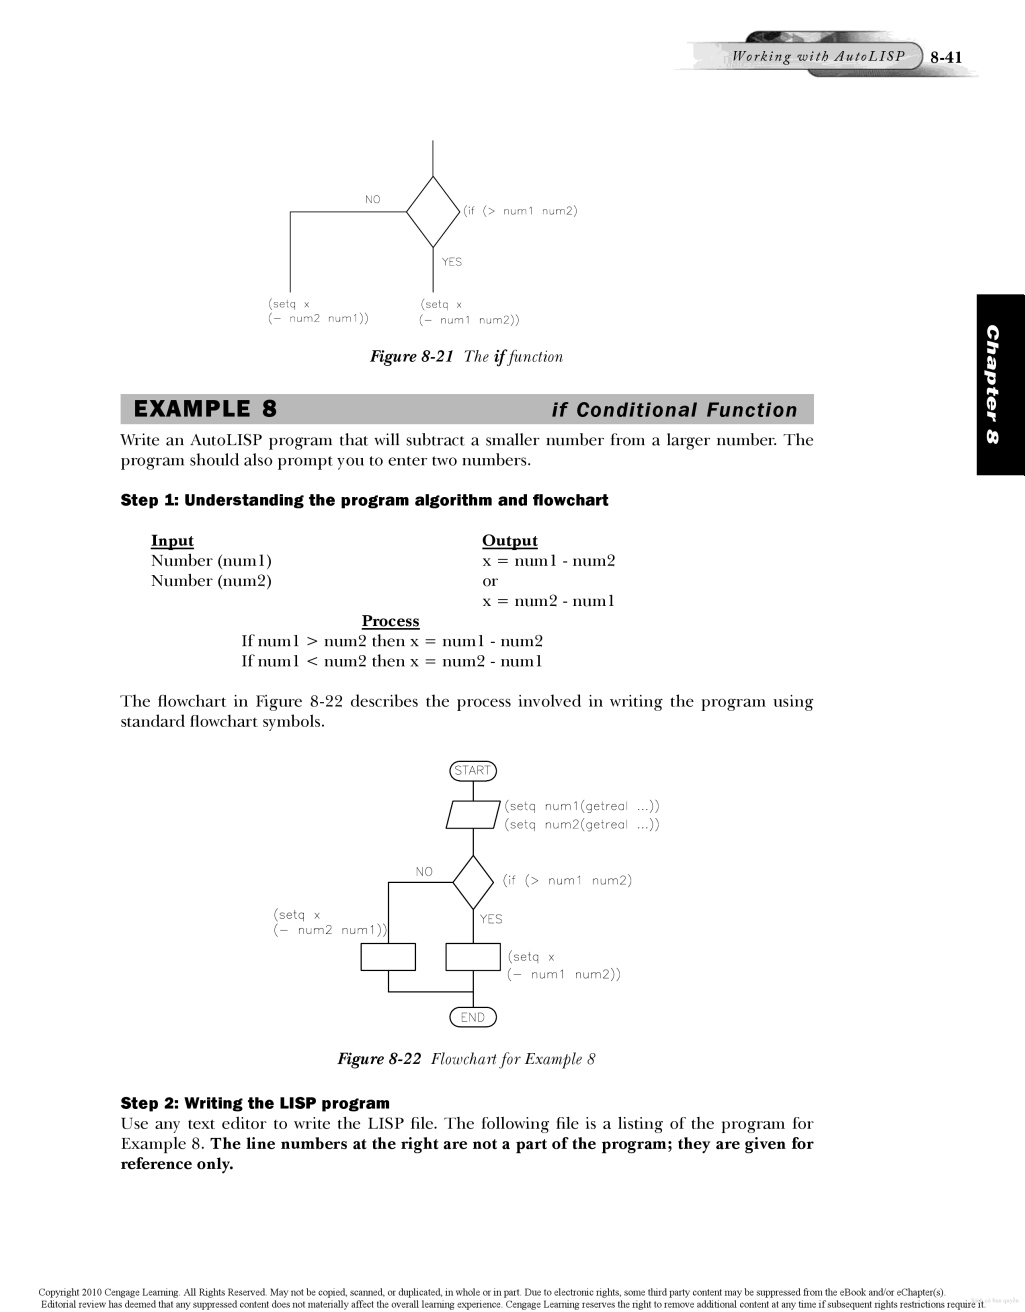 Working with AutoLISP 8-41
NO
(if (> num1 num2)
YES
(setq x
(– num2 num1))
(setq x
(– num1 num2))
Figure 8-21 The if function
Chapter 8
EXAMPLE 8 if Conditional Function
Write an AutoLISP program that will subtract a smaller number from a larger number. The
program should also prompt you to enter two numbers.
Step 1: Understanding the program algorithm and flowchart
Input Output
Number (num1) x = num1 - num2
Number (num2) or
x = num2 - num1
Process
If num1 > num2 then x = num1 - num2
If num1 < num2 then x = num2 - num1
The flowchart in Figure 8-22 describes the process involved in writing the program using
standard flowchart symbols.
START
(setq num1(getreal ...))
(setq num2(getreal ...))
NO
(if (> num1 num2)
(setq x
(– num2 num1))
YES
(setq x
(– num1 num2))
END
Figure 8-22 Flowchart for Example 8
Step 2: Writing the LISP program
Use any text editor to write the LISP file. The following file is a listing of the program for
Example 8. The line numbers at the right are not a part of the program; they are given for
reference only.
Copyright 2010 Cengage Learning. All Rights Reserved. May not be copied, scanned, or duplicated, in whole or in part. Due to electronic rights, some third party content may be suppressed from the eBook and/or eChapter(s).
Editorial review has deemed that any suppressed content does not materially affect the overall learning experience. Cengage Learning reserves the right to remove additional content at any time if subsequent rights restrictions require it.